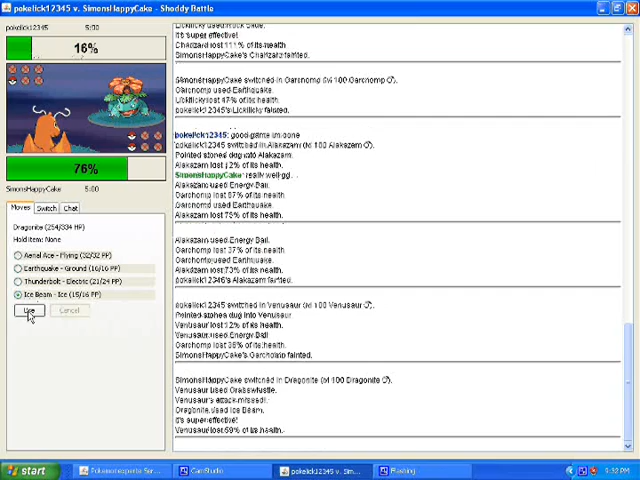 pokelick12345 v. SimonsHappyCake - Shoddy Battle
pokelick12345 5:00
16%
76%
SimonsHappyCake 5:00
Moves Switch Chat
Dragonite (254/334 HP)
Hold item: None
Aerial Ace - Flying (32/32 PP)
Earthquake - Ground (16/16 PP)
Thunderbolt - Electric (21/24 PP)
Ice Beam - Ice (15/16 PP)
Use Cancel
Lickilicky used Rock Slide.
It's super effective!
Charizard lost 111% of its health.
SimonsHappyCake's Charizard fainted.
SimonsHappyCake switched in Garchomp (lvl 100 Garchomp ♂).
Garchomp used Earthquake.
Lickilicky lost 47% of its health.
pokelick12345's Lickilicky fainted.
pokelick12345: good game im done
pokelick12345 switched in Alakazam (lvl 100 Alakazam ♂).
Pointed stones dug into Alakazam.
Alakazam lost 12% of its health.
SimonsHappyCake: really well gg.
Alakazam used Energy Ball.
Garchomp lost 37% of its health.
Garchomp used Earthquake.
Alakazam lost 73% of its health.
Alakazam used Energy Ball.
Garchomp lost 37% of its health.
Garchomp used Earthquake.
Alakazam lost 73% of its health.
pokelick12345's Alakazam fainted.
pokelick12345 switched in Venusaur (lvl 100 Venusaur ♂).
Pointed stones dug into Venusaur.
Venusaur lost 12% of its health.
Venusaur used Energy Ball.
Garchomp lost 36% of its health.
SimonsHappyCake's Garchomp fainted.
SimonsHappyCake switched in Dragonite (lvl 100 Dragonite ♂).
Venusaur used Grasswhistle.
Venusaur's attack missed!
Dragonite used Ice Beam.
It's super effective!
Venusaur lost 59% of its health.
start
CamStudio
pokelick12345 v. Sim...
Flashing
5:32 PM